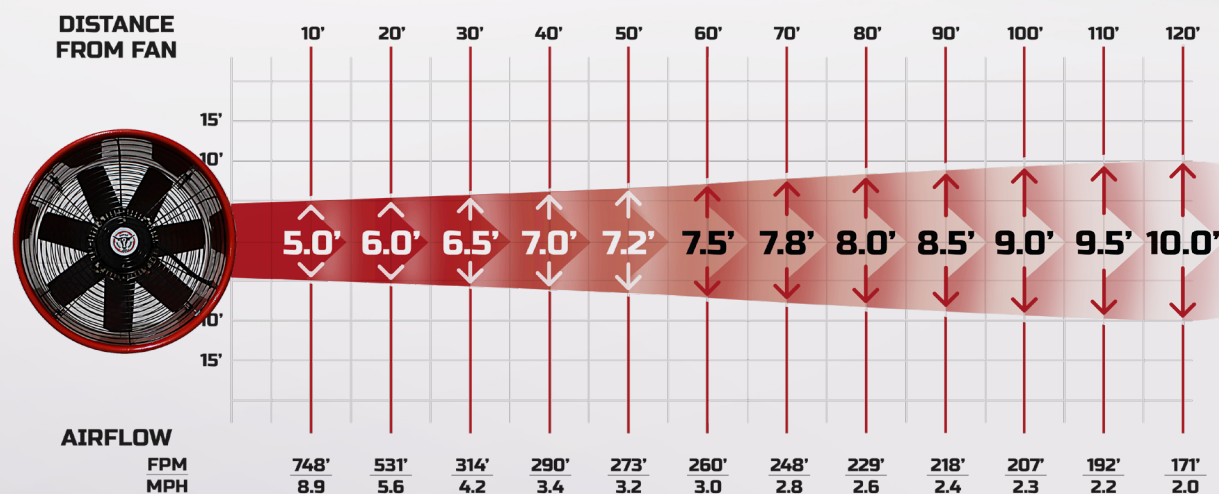 DISTANCE
FROM FAN
10' 20' 30' 40' 50' 60' 70' 80' 90' 100' 110' 120'
15'
10'
5.0' 6.0' 6.5' 7.0' 7.2' 7.5' 7.8' 8.0' 8.5' 9.0' 9.5' 10.0'
10'
15'
AIRFLOW
FPM 748' 531' 314' 290' 273' 260' 248' 229' 218' 207' 192' 171'
MPH 8.9 5.6 4.2 3.4 3.2 3.0 2.8 2.6 2.4 2.3 2.2 2.0